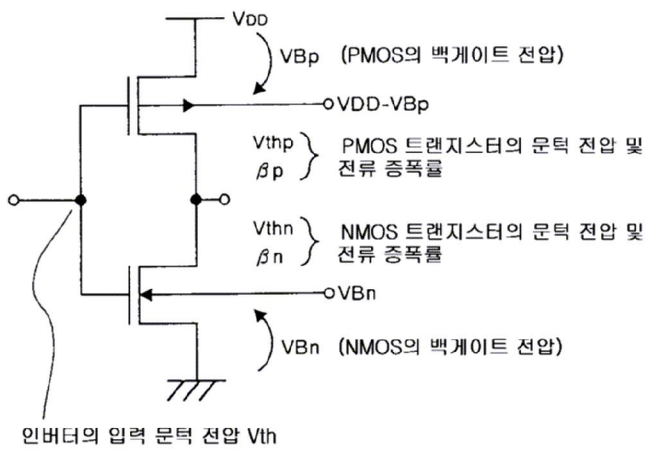 VDD
VBp (PMOS의 백게이트 전압)
VDD-VBp
Vthp PMOS 트랜지스터의 문턱 전압 및
βp 전류 증폭률
Vthn NMOS 트랜지스터의 문턱 전압 및
βn 전류 증폭률
VBn
VBn (NMOS의 백게이트 전압)
인버터의 입력 문턱 전압 Vth